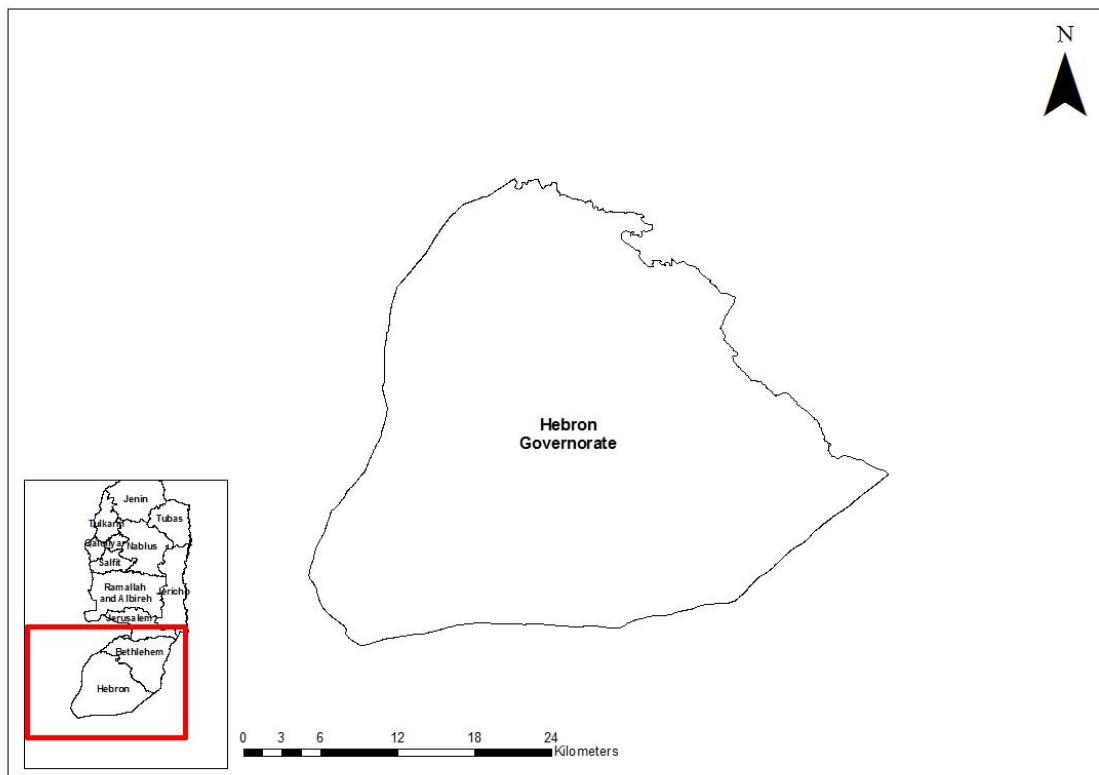 N
Hebron
Governorate
Jenin
Tubas
Nablus
Salfit
Ramallah
and Albireh
Jericho
Jerusalem
Bethlehem
Hebron
0 3 6 12 18 24
Kilometers